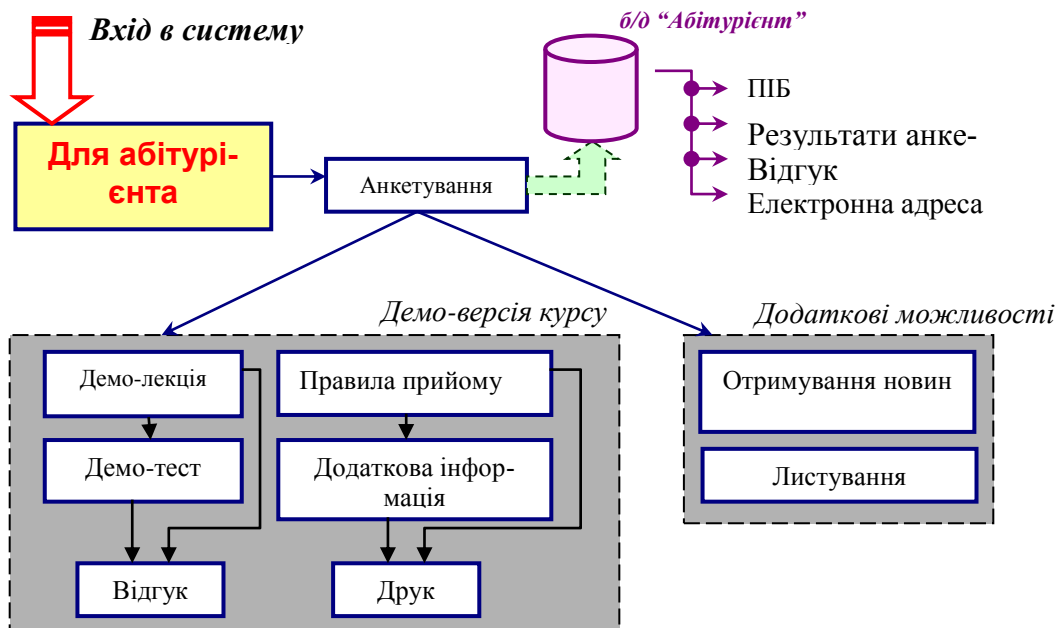 Вхід в систему
б/д “Абітурієнт”
ПІБ
Результати анке-
Відгук
Електронна адреса
Для абітурі-
єнта
Анкетування
Демо-версія курсу
Додаткові можливості
Демо-лекція
Правила прийому
Отримування новин
Демо-тест
Додаткова інфор-
мація
Листування
Відгук
Друк